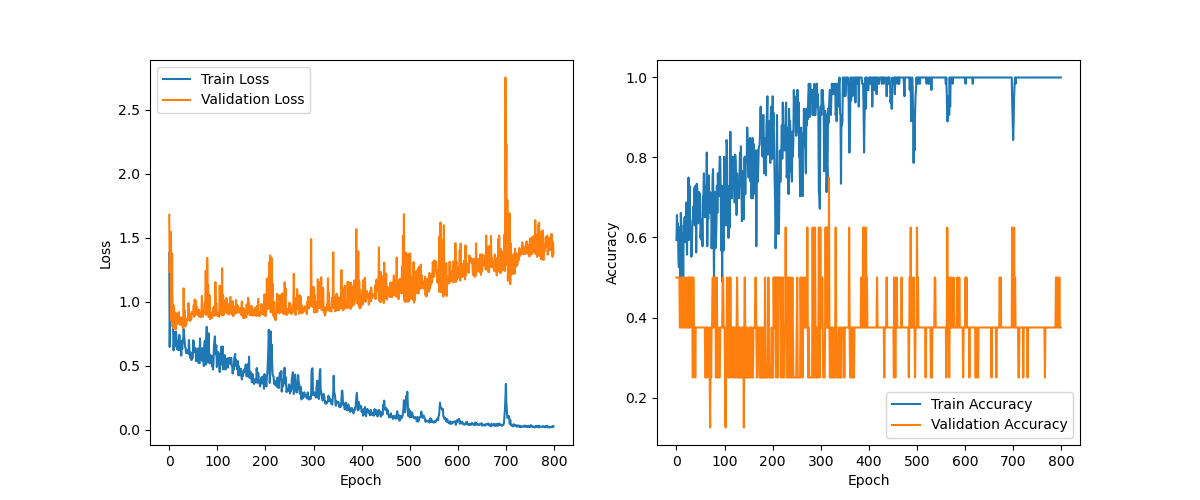 Train Loss
Validation Loss
2.5
2.0
1.5
1.0
0.5
0.0
Loss
0 100 200 300 400 500 600 700 800
Epoch
1.0
0.8
0.6
0.4
0.2
Accuracy
Train Accuracy
Validation Accuracy
0 100 200 300 400 500 600 700 800
Epoch